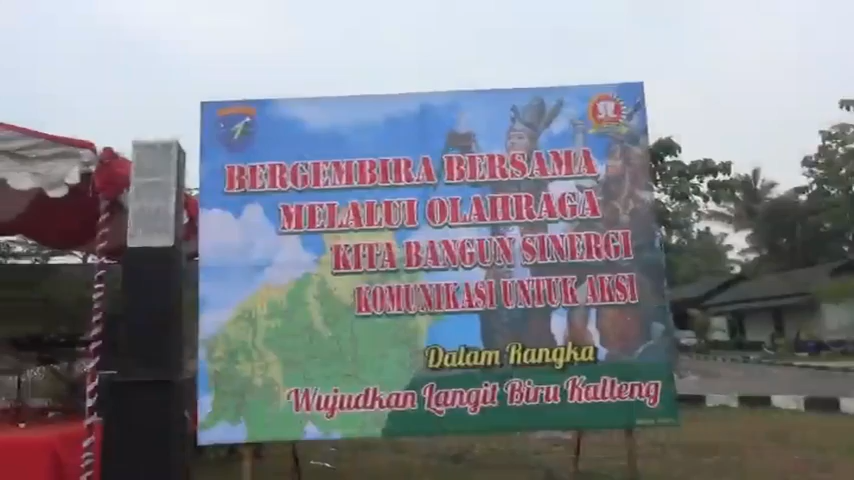 BERGEMBIRA BERSAMA
MELALUI OLAHRAGA
KITA BANGUN SINERGI
KOMUNIKASI UNTUK AKSI
Dalam Rangka
Wujudkan Langit Biru Kalteng